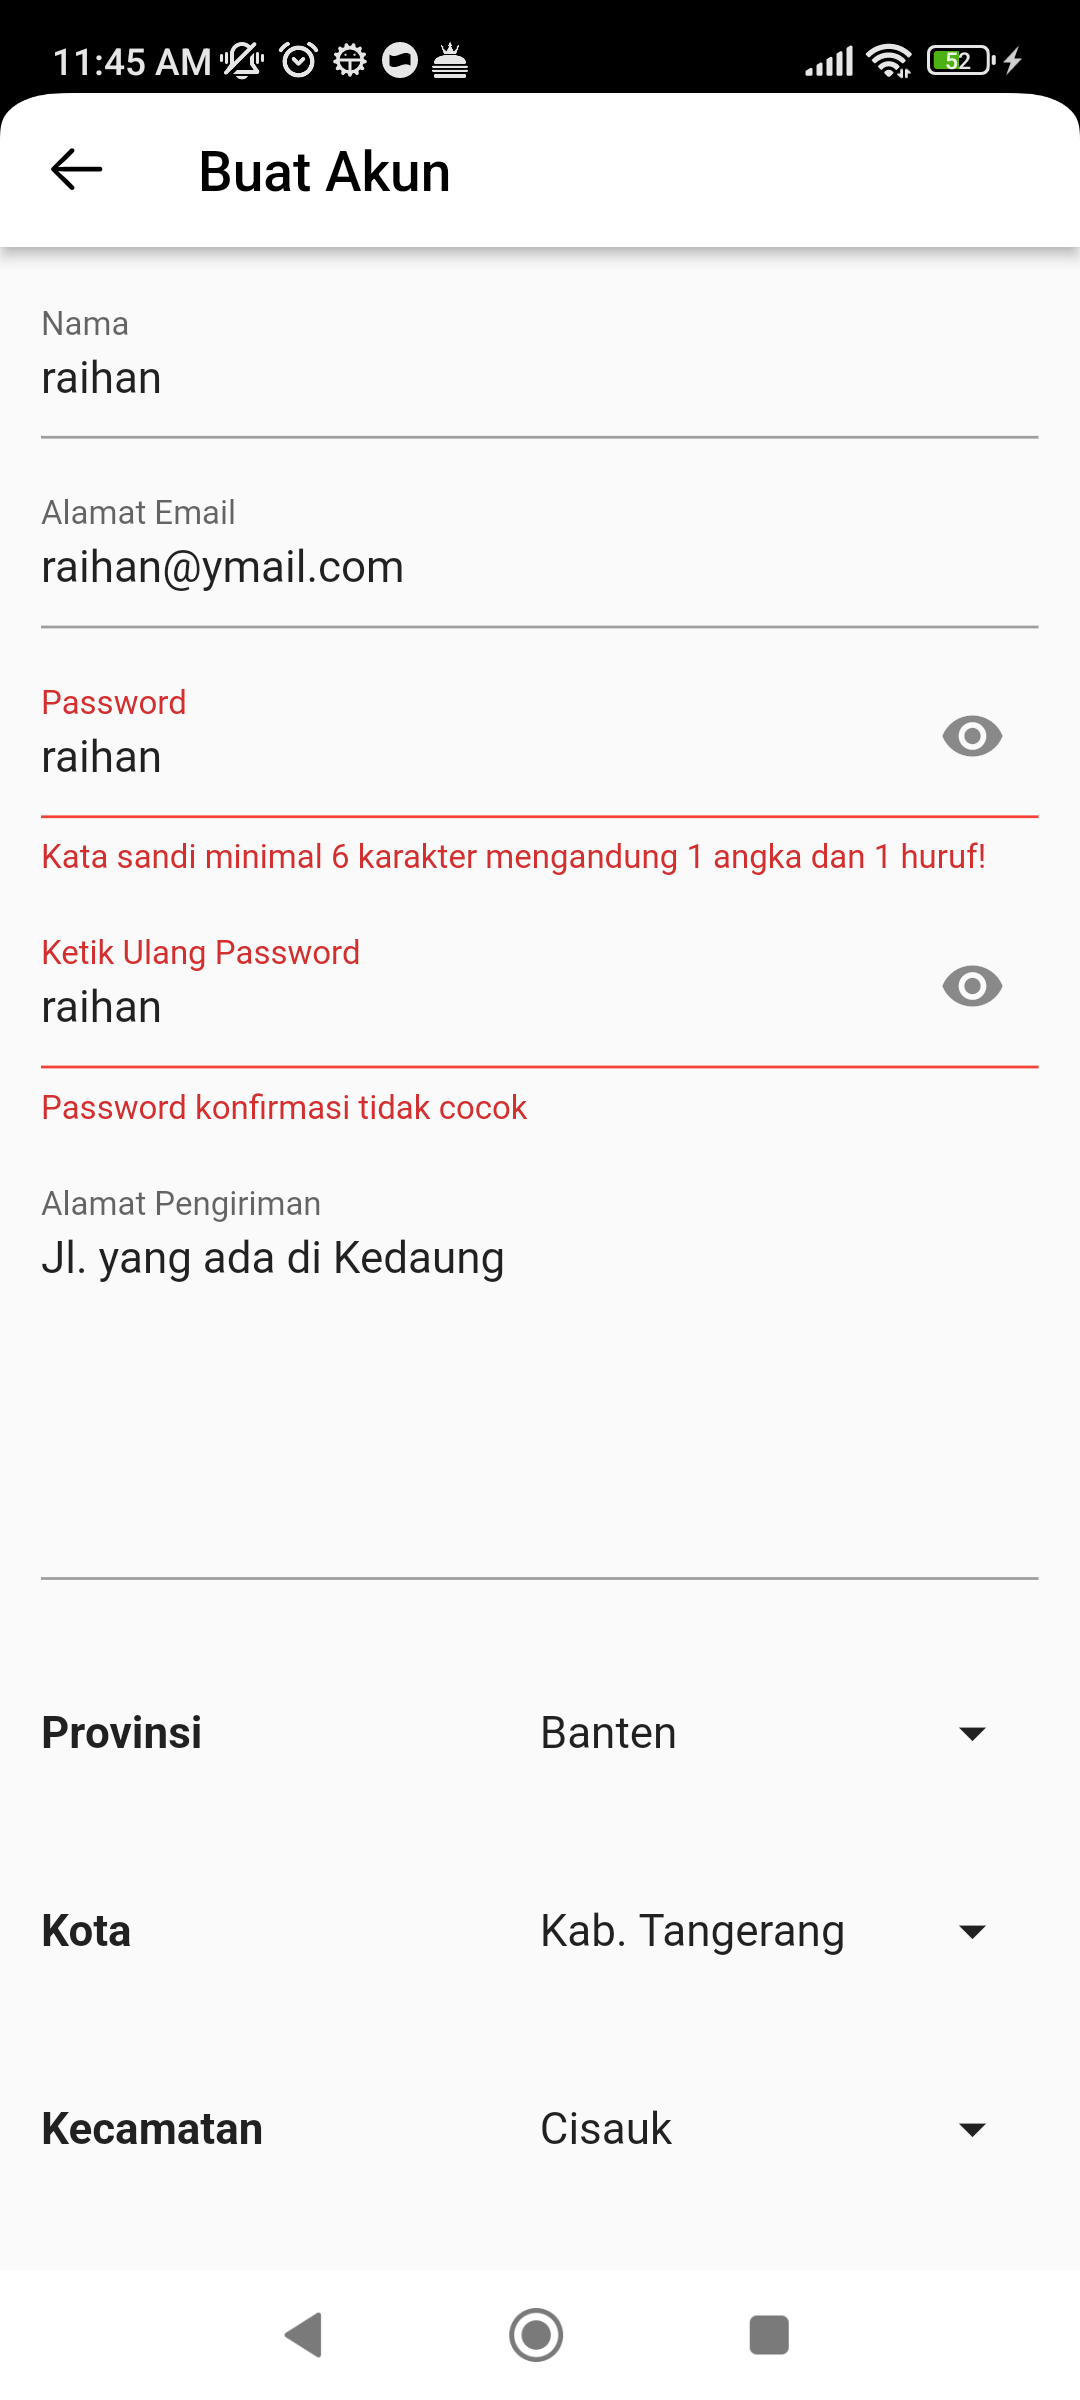 11:45 AM
52
Buat Akun
Nama
raihan
Alamat Email
raihan@ymail.com
Password
raihan
Kata sandi minimal 6 karakter mengandung 1 angka dan 1 huruf!
Ketik Ulang Password
raihan
Password konfirmasi tidak cocok
Alamat Pengiriman
Jl. yang ada di Kedaung
Provinsi Banten
Kota Kab. Tangerang
Kecamatan Cisauk